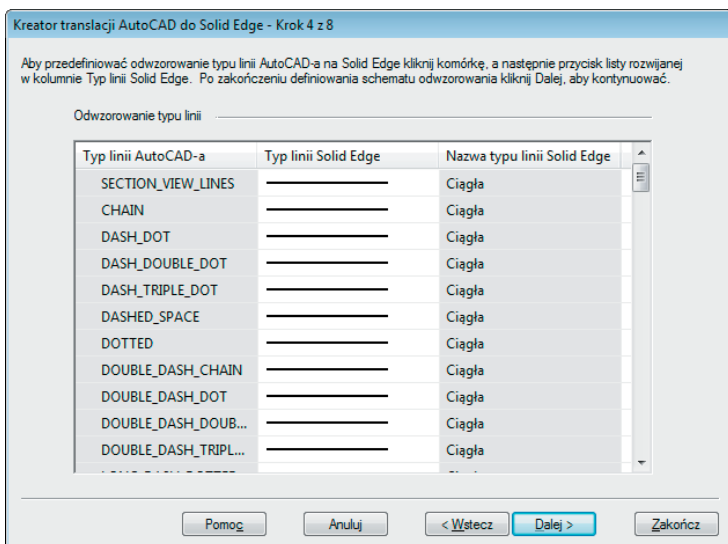 Kreator translacji AutoCAD do Solid Edge - Krok 4 z 8
Aby przedefiniować odwzorowanie typu linii AutoCAD-a na Solid Edge kliknij komórkę, a następnie przycisk listy rozwijanej
w kolumnie Typ linii Solid Edge. Po zakończeniu definiowania schematu odwzorowania kliknij Dalej, aby kontynuować.
Odwzorowanie typu linii
Typ linii AutoCAD-a Typ linii Solid Edge Nazwa typu linii Solid Edge
SECTION_VIEW_LINES Ciągła
CHAIN Ciągła
DASH_DOT Ciągła
DASH_DOUBLE_DOT Ciągła
DASH_TRIPLE_DOT Ciągła
DASHED_SPACE Ciągła
DOTTED Ciągła
DOUBLE_DASH_CHAIN Ciągła
DOUBLE_DASH_DOT Ciągła
DOUBLE_DASH_DOUB... Ciągła
DOUBLE_DASH_TRIPL... Ciągła
Pomoc Anuluj < Wstecz Dalej > Zakończ